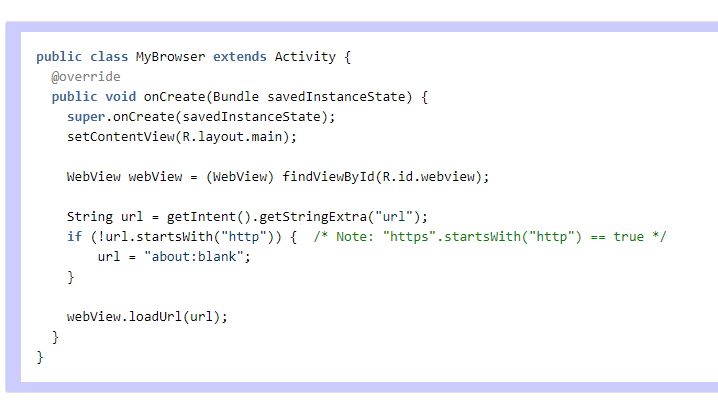 public class MyBrowser extends Activity {
@override
public void onCreate(Bundle savedInstanceState) {
super.onCreate(savedInstanceState);
setContentView(R.layout.main);
WebView webView = (WebView) findViewById(R.id.webview);
String url = getIntent().getStringExtra("url");
if (!url.startsWith("http")) { /* Note: "https".startsWith("http") == true */
url = "about:blank";
}
webView.loadUrl(url);
}
}